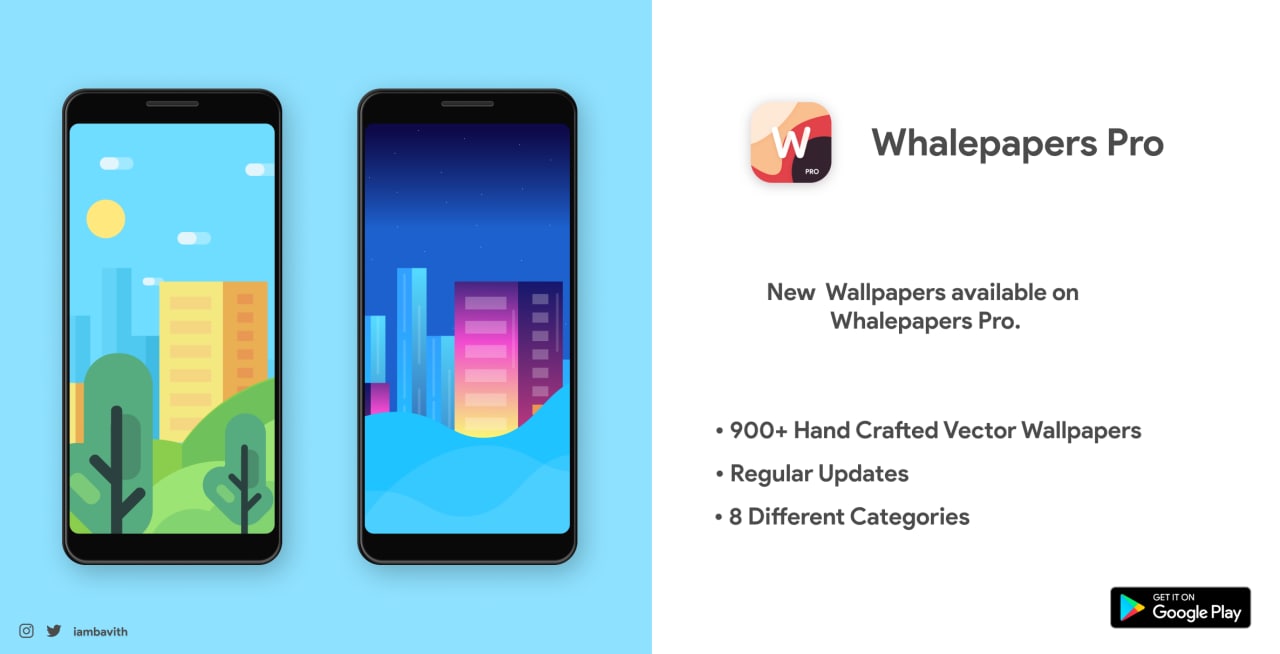 W
PRO
Whalepapers Pro
New Wallpapers available on
Whalepapers Pro.
• 900+ Hand Crafted Vector Wallpapers
• Regular Updates
• 8 Different Categories
iambavith
GET IT ON
Google Play